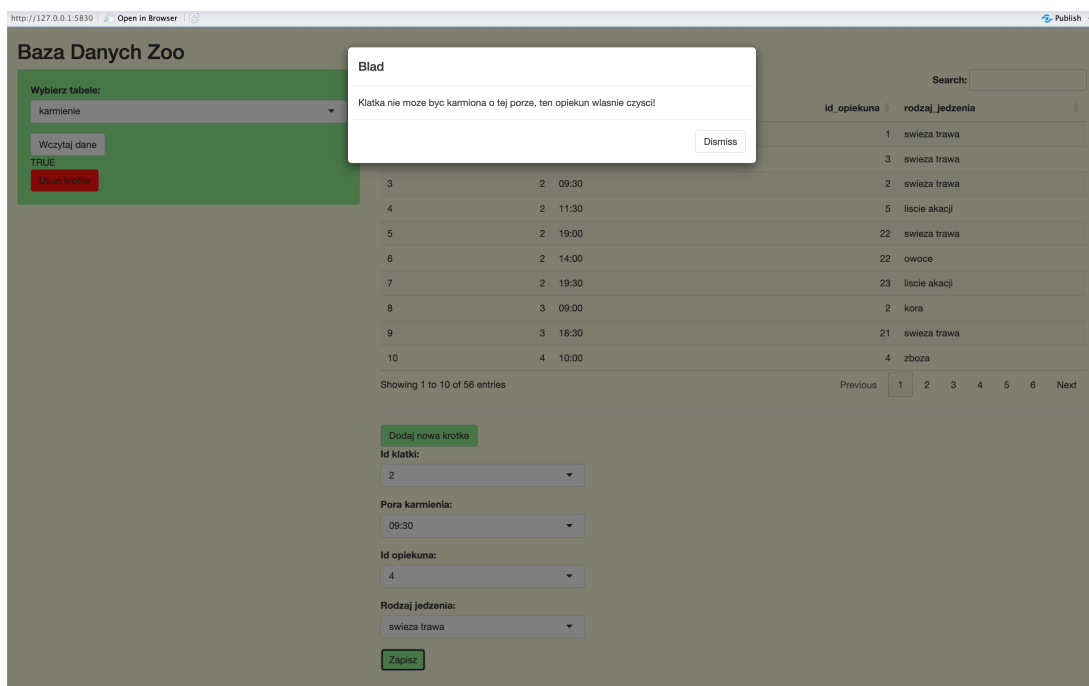 http://127.0.0.1:5830 Open in Browser Publish
Baza Danych Zoo
Wybierz tabele:
karmienie
Wczytaj dane
TRUE
Usun krotke
Blad
Klatka nie moze byc karmiona o tej porze, ten opiekun wlasnie czysci!
Dismiss
Search:
id_opiekuna rodzaj_jedzenia
1 swieza trawa
3 swieza trawa
3 2 09:30 2 swieza trawa
4 2 11:30 5 liscie akacji
5 2 19:00 22 swieza trawa
6 2 14:00 22 owoce
7 2 19:30 23 liscie akacji
8 3 09:00 2 kora
9 3 18:30 21 swieza trawa
10 4 10:00 4 zboza
Showing 1 to 10 of 56 entries Previous 1 2 3 4 5 6 Next
Dodaj nowa krotke
Id klatki:
2
Pora karmienia:
09:30
Id opiekuna:
4
Rodzaj jedzenia:
swieza trawa
Zapisz